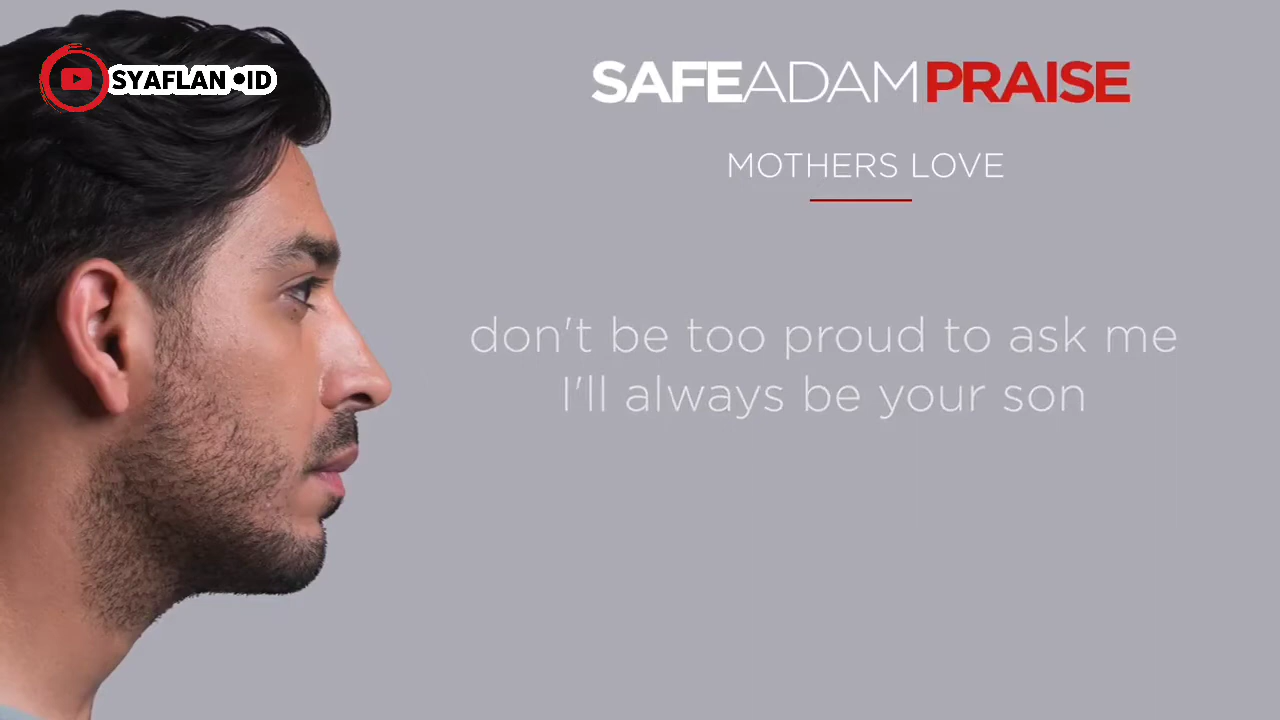 SYAFLAN ID
SAFEADAMPRAISE
MOTHERS LOVE
don't be too proud to ask me
I'll always be your son